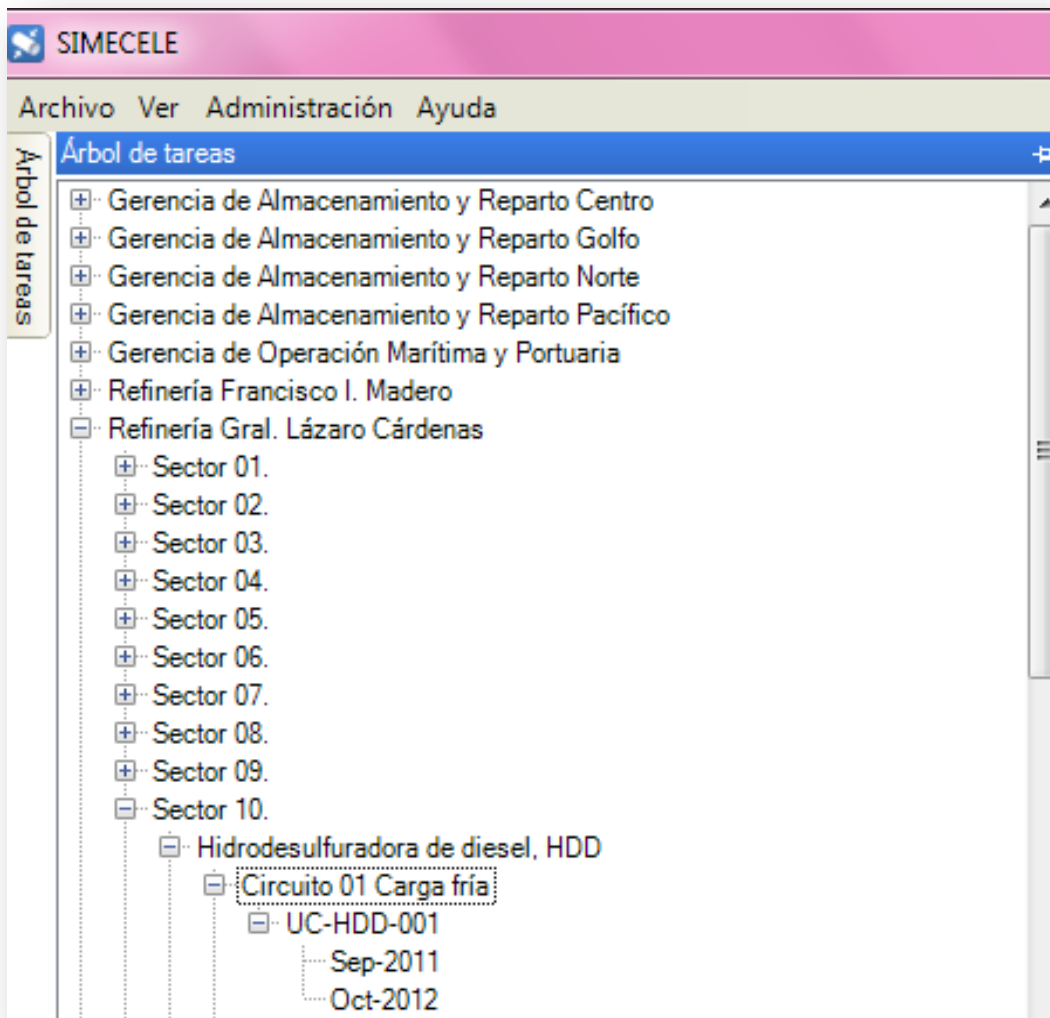 SIMECELE
Archivo Ver Administración Ayuda
Árbol de tareas
Árbol de tareas
Gerencia de Almacenamiento y Reparto Centro
Gerencia de Almacenamiento y Reparto Golfo
Gerencia de Almacenamiento y Reparto Norte
Gerencia de Almacenamiento y Reparto Pacífico
Gerencia de Operación Marítima y Portuaria
Refinería Francisco I. Madero
Refinería Gral. Lázaro Cárdenas
Sector 01.
Sector 02.
Sector 03.
Sector 04.
Sector 05.
Sector 06.
Sector 07.
Sector 08.
Sector 09.
Sector 10.
Hidrodesulfuradora de diesel, HDD
Circuito 01 Carga fría
UC-HDD-001
Sep-2011
Oct-2012